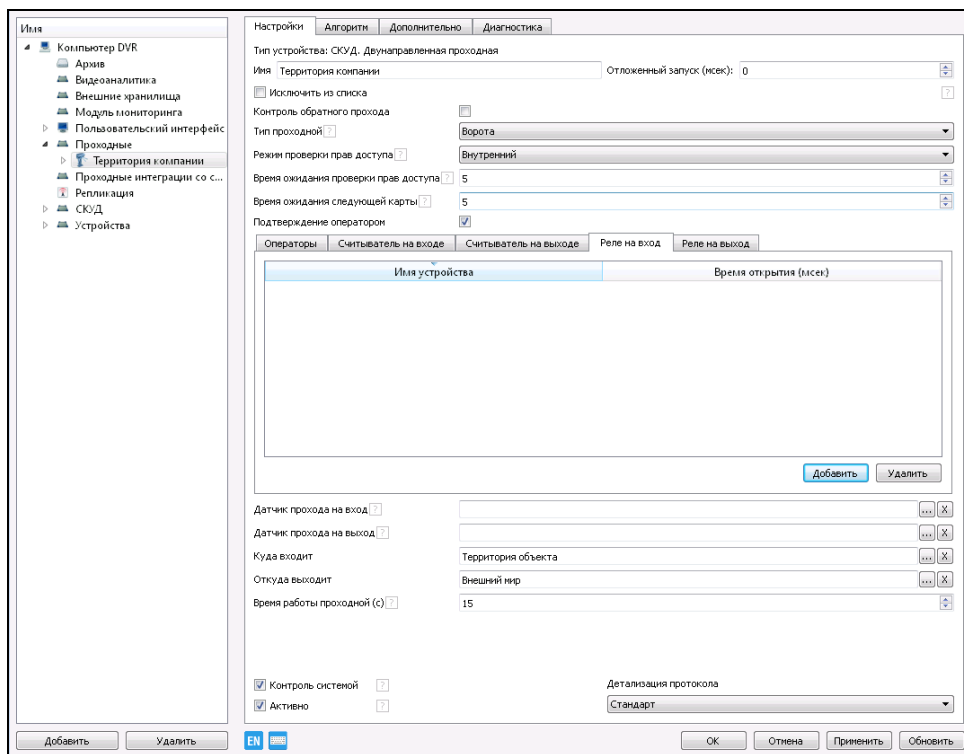 Имя
Компьютер DVR
Архив
Видеоаналитика
Внешние хранилища
Модуль мониторинга
Пользовательский интерфейс
Проходные
Территория компании
Проходные интеграции со с...
Репликация
СКУД
Устройства
Добавить Удалить
Настройки Алгоритм Дополнительно Диагностика
Тип устройства: СКУД. Двунаправленная проходная
Имя Территория компании Отложенный запуск (мсек): 0
Исключить из списка ?
Контроль обратного прохода
Тип проходной ? Ворота
Режим проверки прав доступа ? Внутренний
Время ожидания проверки прав доступа ? 5
Время ожидания следующей карты ? 5
Подтверждение оператором
Операторы Считыватель на входе Считыватель на выходе Реле на вход Реле на выход
Имя устройства Время открытия (мсек)
Добавить Удалить
Датчик прохода на вход ? ... X
Датчик прохода на выход ? ... X
Куда входит Территория объекта ... X
Откуда выходит Внешний мир ... X
Время работы проходной (с) ? 15
Контроль системой ? Детализация протокола
Активно ? Стандарт
EN OK Отмена Применить Обновить